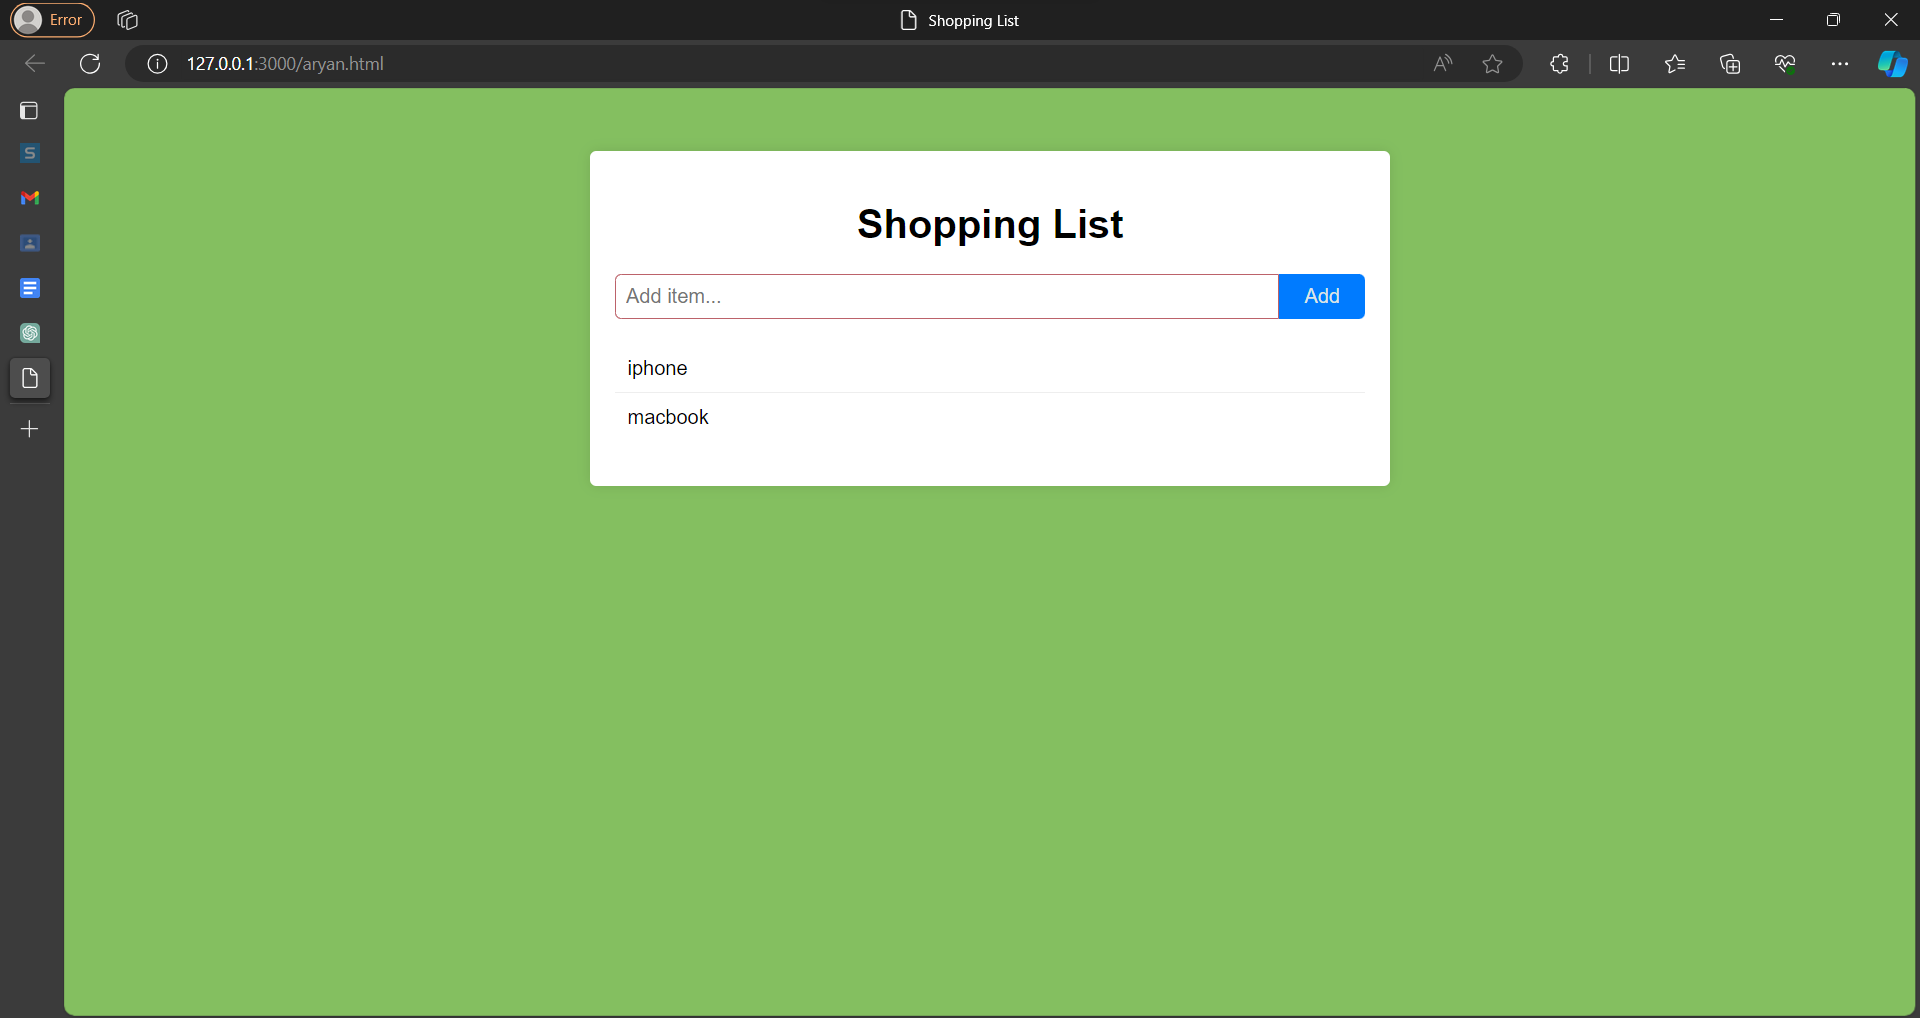 Error
Shopping List
127.0.0.1:3000/aryan.html
Shopping List
Add item...
Add
iphone
macbook